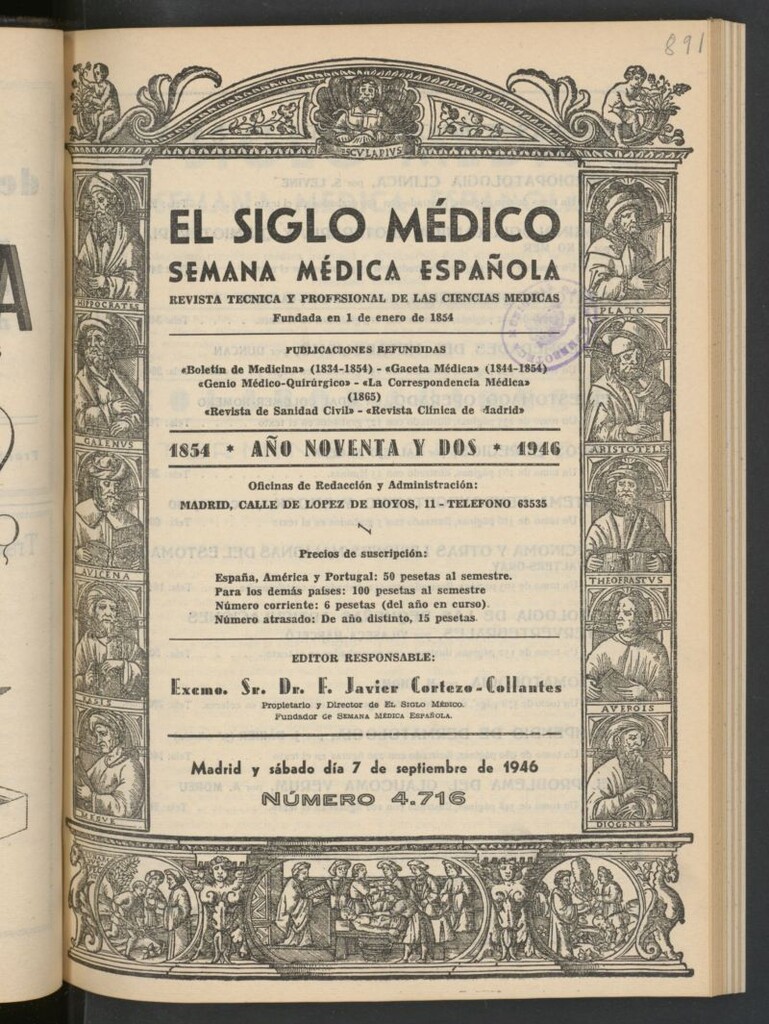 891
ESCVLAPIVS
EL SIGLO MÉDICO
SEMANA MÉDICA ESPAÑOLA
REVISTA TECNICA Y PROFESIONAL DE LAS CIENCIAS MEDICAS
Fundada en 1 de enero de 1854
PUBLICACIONES REFUNDIDAS
«Boletín de Medicina» (1834-1854) - «Gaceta Médica» (1844-1854)
«Genio Médico-Quirúrgico» - «La Correspondencia Médica»
(1865)
«Revista de Sanidad Civil» - «Revista Clínica de Madrid»
1854 * AÑO NOVENTA Y DOS * 1946
Oficinas de Redacción y Administración:
MADRID, CALLE DE LOPEZ DE HOYOS, 11 - TELEFONO 63535
Precios de suscripción:
España, América y Portugal: 50 pesetas al semestre.
Para los demás países: 100 pesetas al semestre
Número corriente: 6 pesetas (del año en curso)
Número atrasado: De año distinto, 15 pesetas.
EDITOR RESPONSABLE:
Excmo. Sr. Dr. F. Javier Cortezo-Collantes
Propietario y Director de EL SIGLO MÉDICO.
Fundador de SEMANA MÉDICA ESPAÑOLA.
Madrid y sábado día 7 de septiembre de 1946
NÚMERO 4.716
HIPPOCRATES
GALENVS
AVICENA
MESVE
PLATO
ARISTOTELES
THEOFRASTVS
AVEROIS
DIOGENES
A